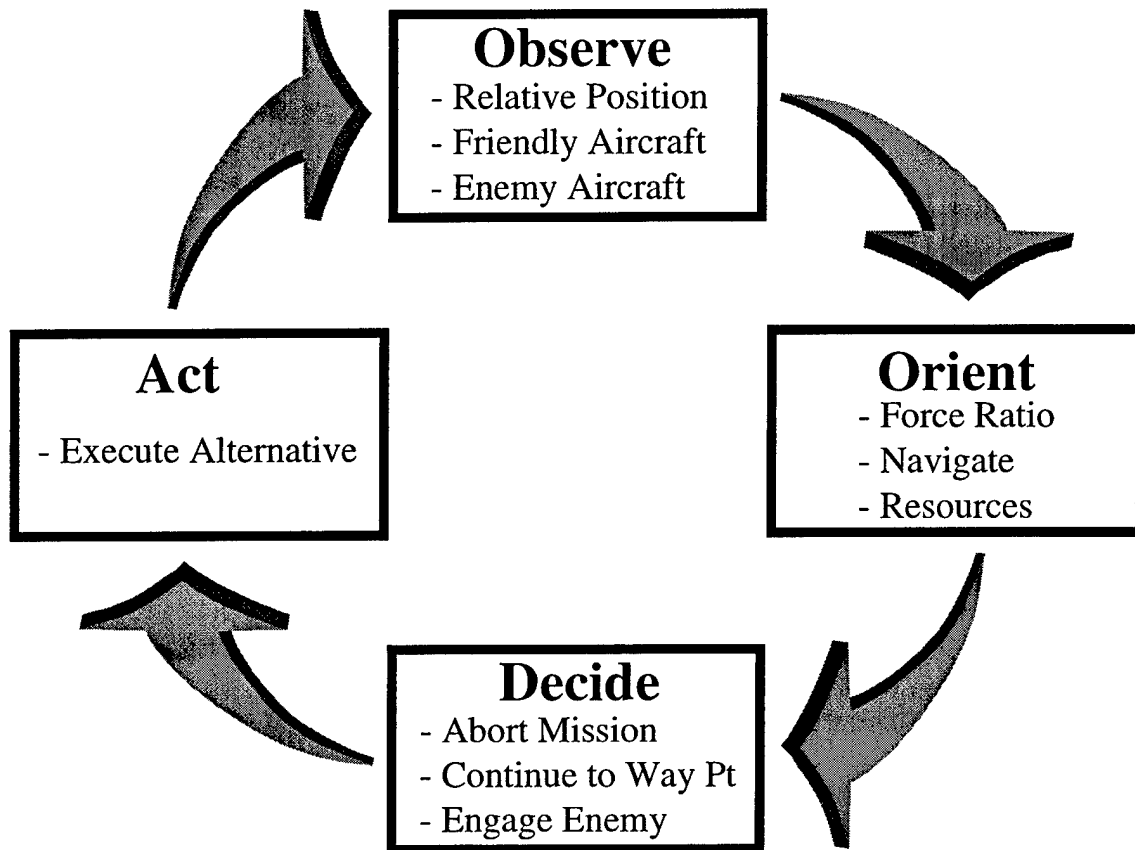 Observe
- Relative Position
- Friendly Aircraft
- Enemy Aircraft
Orient
- Force Ratio
- Navigate
- Resources
Decide
- Abort Mission
- Continue to Way Pt
- Engage Enemy
Act
- Execute Alternative